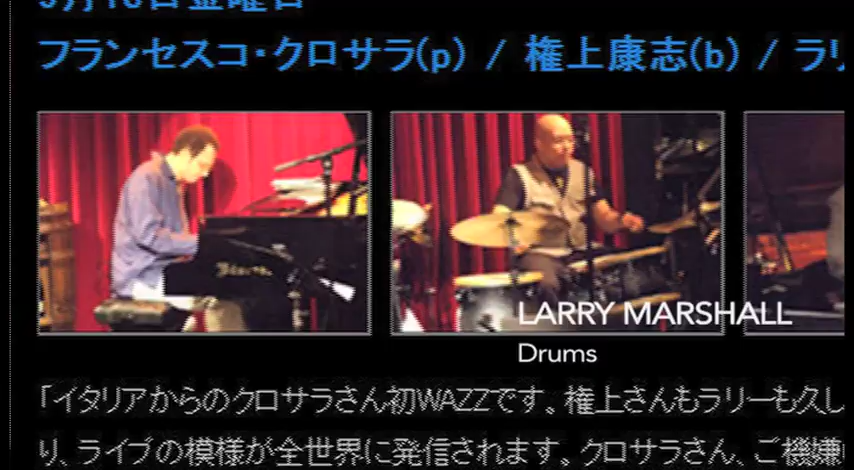 フランセスコ・クロサラ(p) / 権上康志(b) / ラリ
LARRY MARSHALL
Drums
「イタリアからのクロサラさん初WAZZです。権上さんもラリーも久し
り、ライブの模様が全世界に発信されます。クロサラさん、ご機嫌